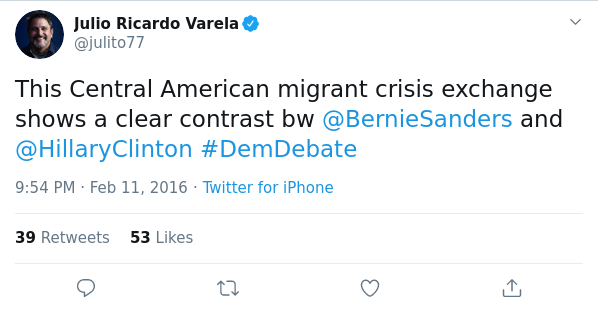 Julio Ricardo Varela
@julito77
This Central American migrant crisis exchange
shows a clear contrast bw @BernieSanders and
@HillaryClinton #DemDebate
9:54 PM · Feb 11, 2016 · Twitter for iPhone
39 Retweets 53 Likes